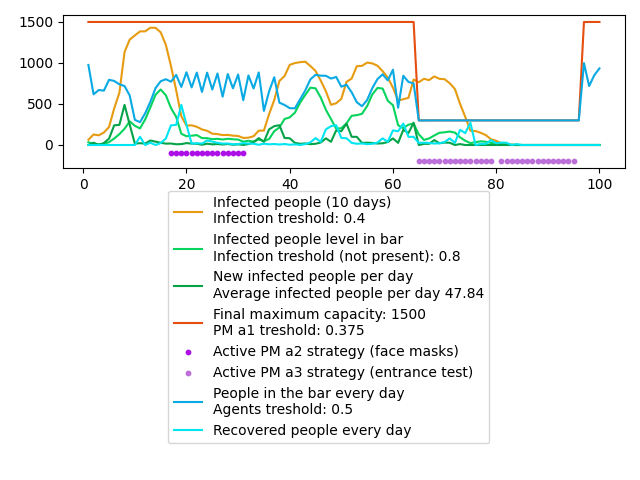 1500
1000
500
0
0 20 40 60 80 100
Infected people (10 days)
Infection treshold: 0.4
Infected people level in bar
Infection treshold (not present): 0.8
New infected people per day
Average infected people per day 47.84
Final maximum capacity: 1500
PM a1 treshold: 0.375
Active PM a2 strategy (face masks)
Active PM a3 strategy (entrance test)
People in the bar every day
Agents treshold: 0.5
Recovered people every day